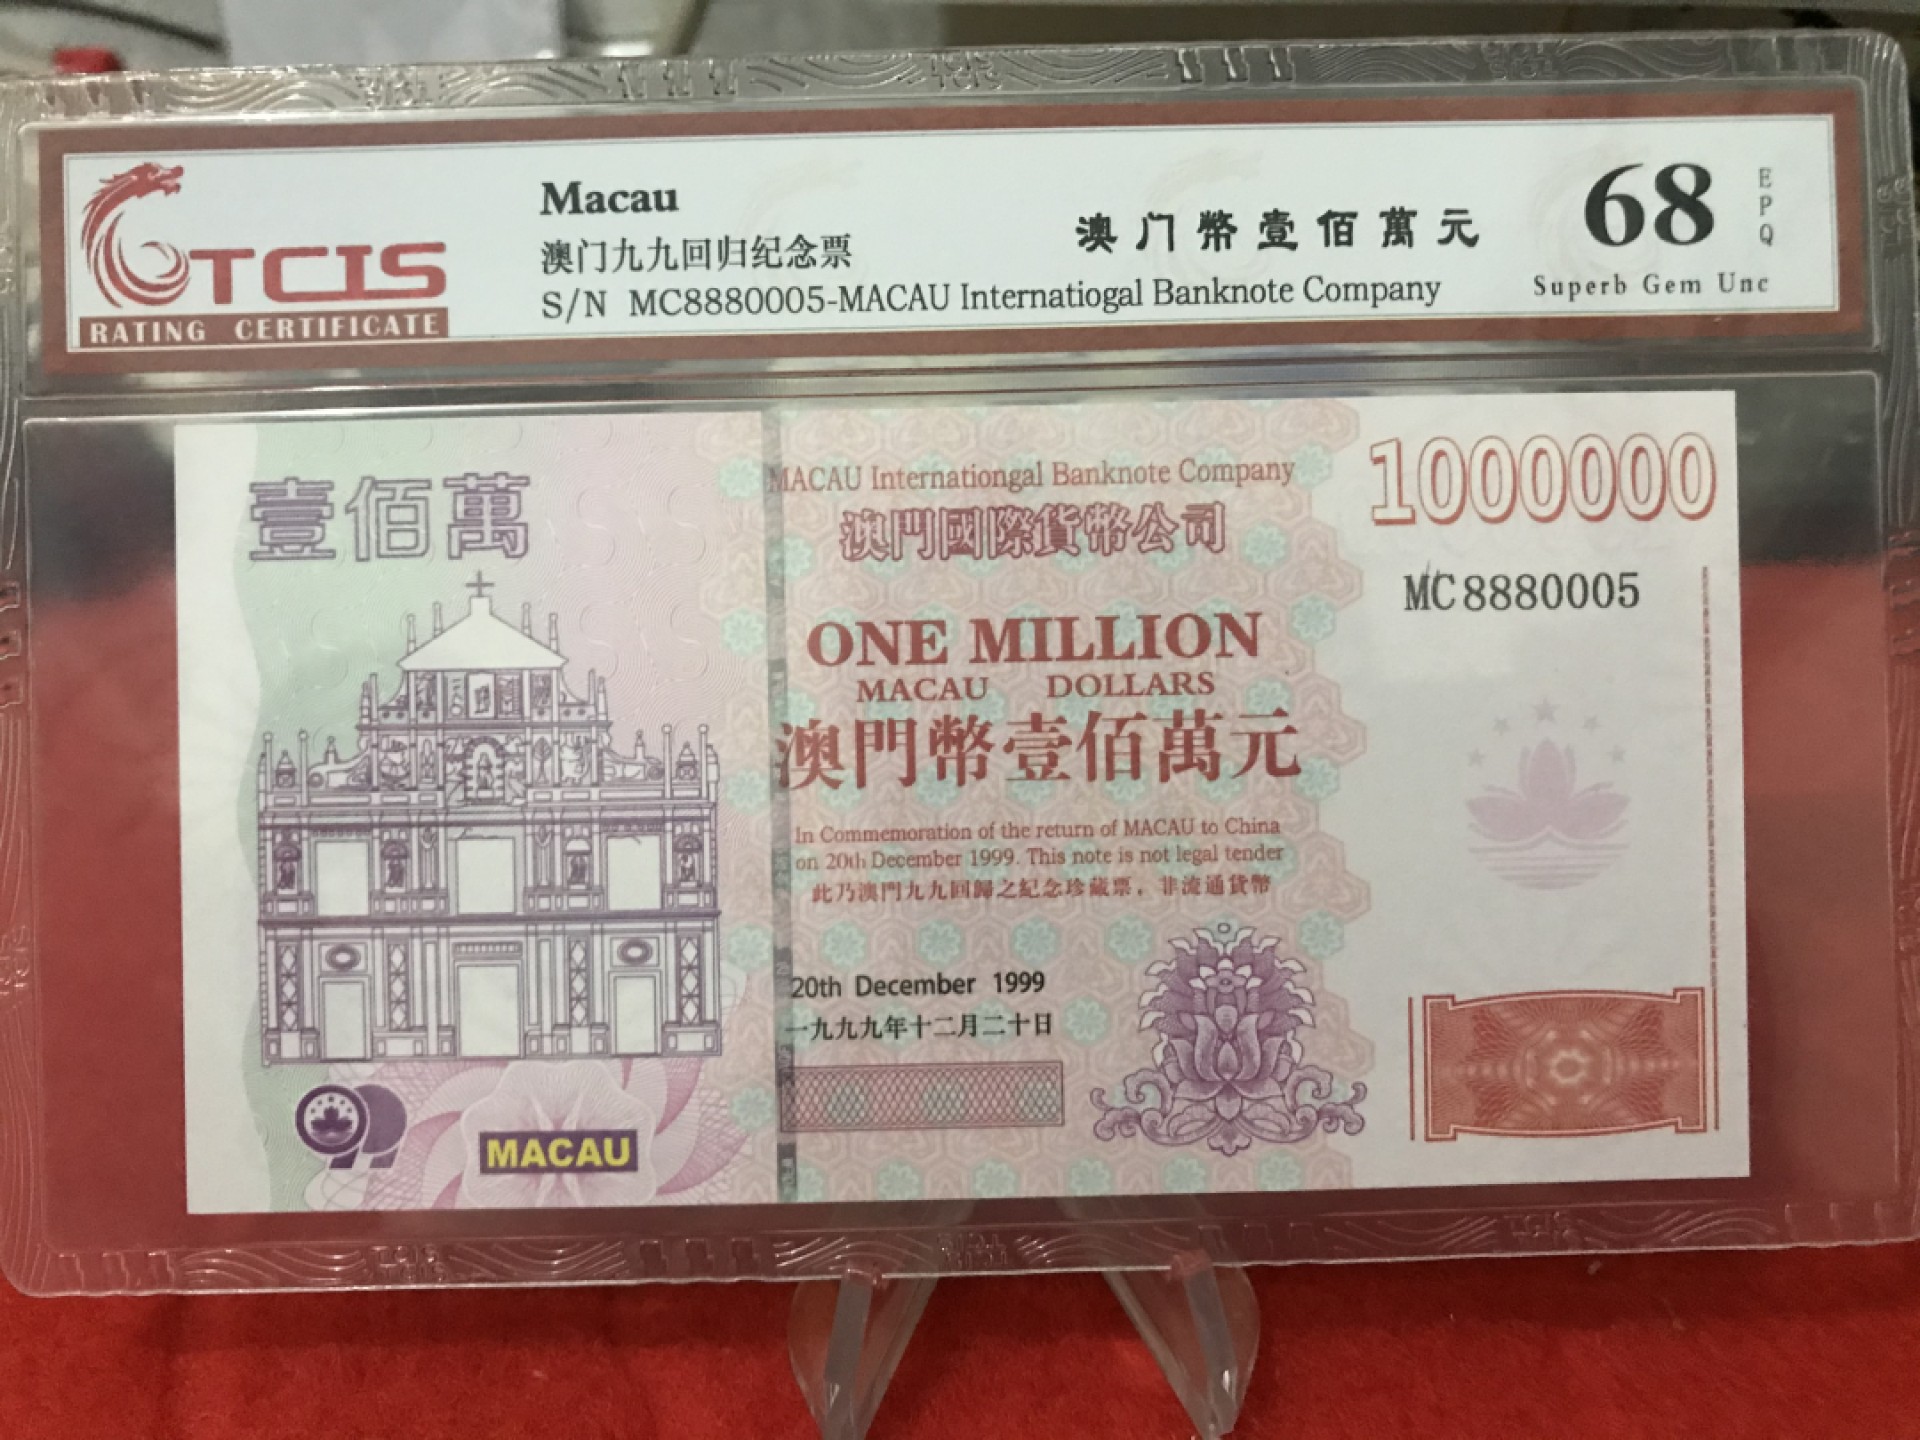 TCIS
RATING CERTIFICATE
Macau
澳门九九回归纪念票
S/N MC8880005-MACAU Internatiogal Banknote Company
澳门幣壹佰萬元
68
EPQ
Superb Gem Unc
壹佰萬
MACAU Internationgal Banknote Company
澳門國際貨幣公司
1000000
MC8880005
ONE MILLION
MACAU DOLLARS
澳門幣壹佰萬元
In Commemoration of the return of MACAU to China
on 20th December 1999. This note is not legal tender
此乃澳門九九回歸之紀念珍藏票，非流通貨幣
20th December 1999
一九九九年十二月二十日
99
MACAU